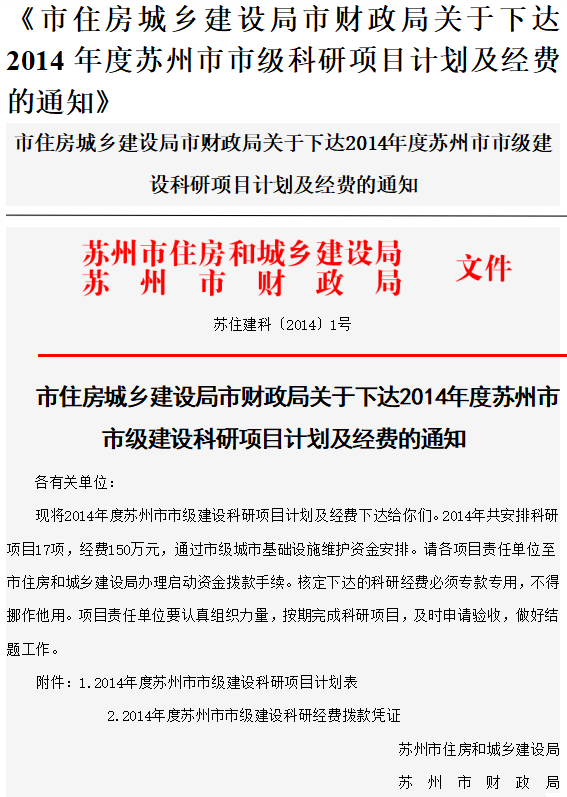 《市住房城乡建设局市财政局关于下达
2014 年度苏州市市级科研项目计划及经费
的通知》
市住房城乡建设局市财政局关于下达2014年度苏州市市级建
设科研项目计划及经费的通知
苏州市住房和城乡建设局
苏州市财政局
文件
苏住建科〔2014〕1号
市住房城乡建设局市财政局关于下达2014年度苏州市
市级建设科研项目计划及经费的通知
各有关单位：
现将2014年度苏州市市级建设科研项目计划及经费下达给你们。2014年共安排科研
项目17项，经费150万元，通过市级城市基础设施维护资金安排。请各项目责任单位至
市住房和城乡建设局办理启动资金拨款手续。核定下达的科研经费必须专款专用，不得
挪作他用。项目责任单位要认真组织力量，按期完成科研项目，及时申请验收，做好结
题工作。
附件：1.2014年度苏州市市级建设科研项目计划表
2.2014年度苏州市市级建设科研经费拨款凭证
苏州市住房和城乡建设局
苏州市财政局